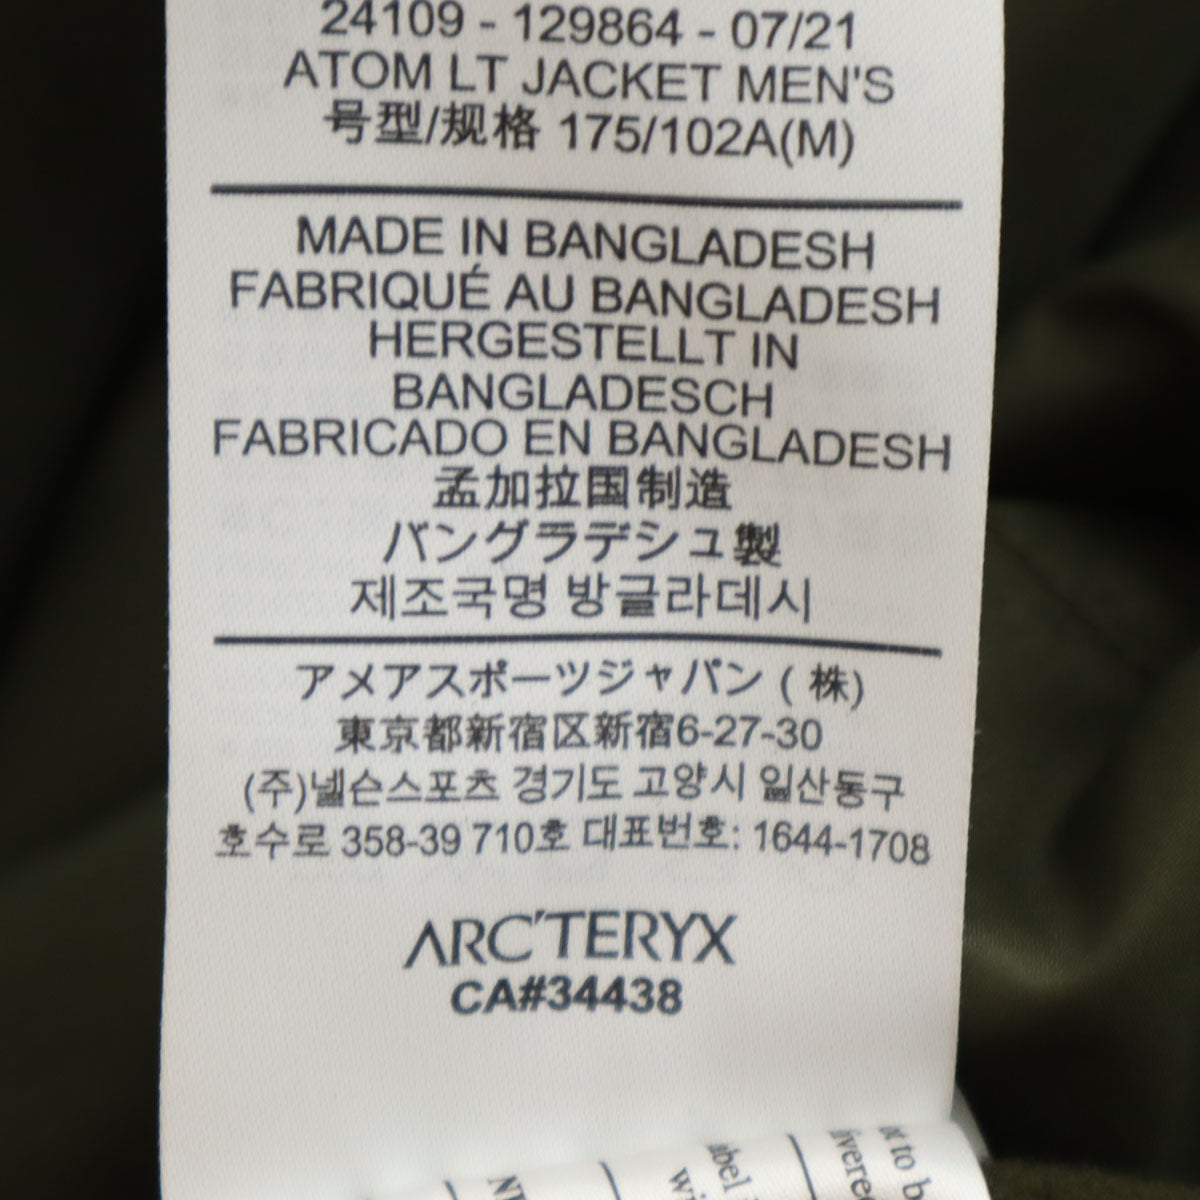 24109 - 129864 - 07/21
ATOM LT JACKET MEN'S
号型/规格 175/102A(M)
MADE IN BANGLADESH
FABRIQUÉ AU BANGLADESH
HERGESTELLT IN
BANGLADESCH
FABRICADO EN BANGLADESH
孟加拉国制造
バングラデシュ製
제조국명 방글라데시
アメアスポーツジャパン ( 株)
東京都新宿区新宿6-27-30
(주)넬슨스포츠 경기도 고양시 일산동구
호수로 358-39 710호 대표번호: 1644-1708
ARC'TERYX
CA#34438
to b